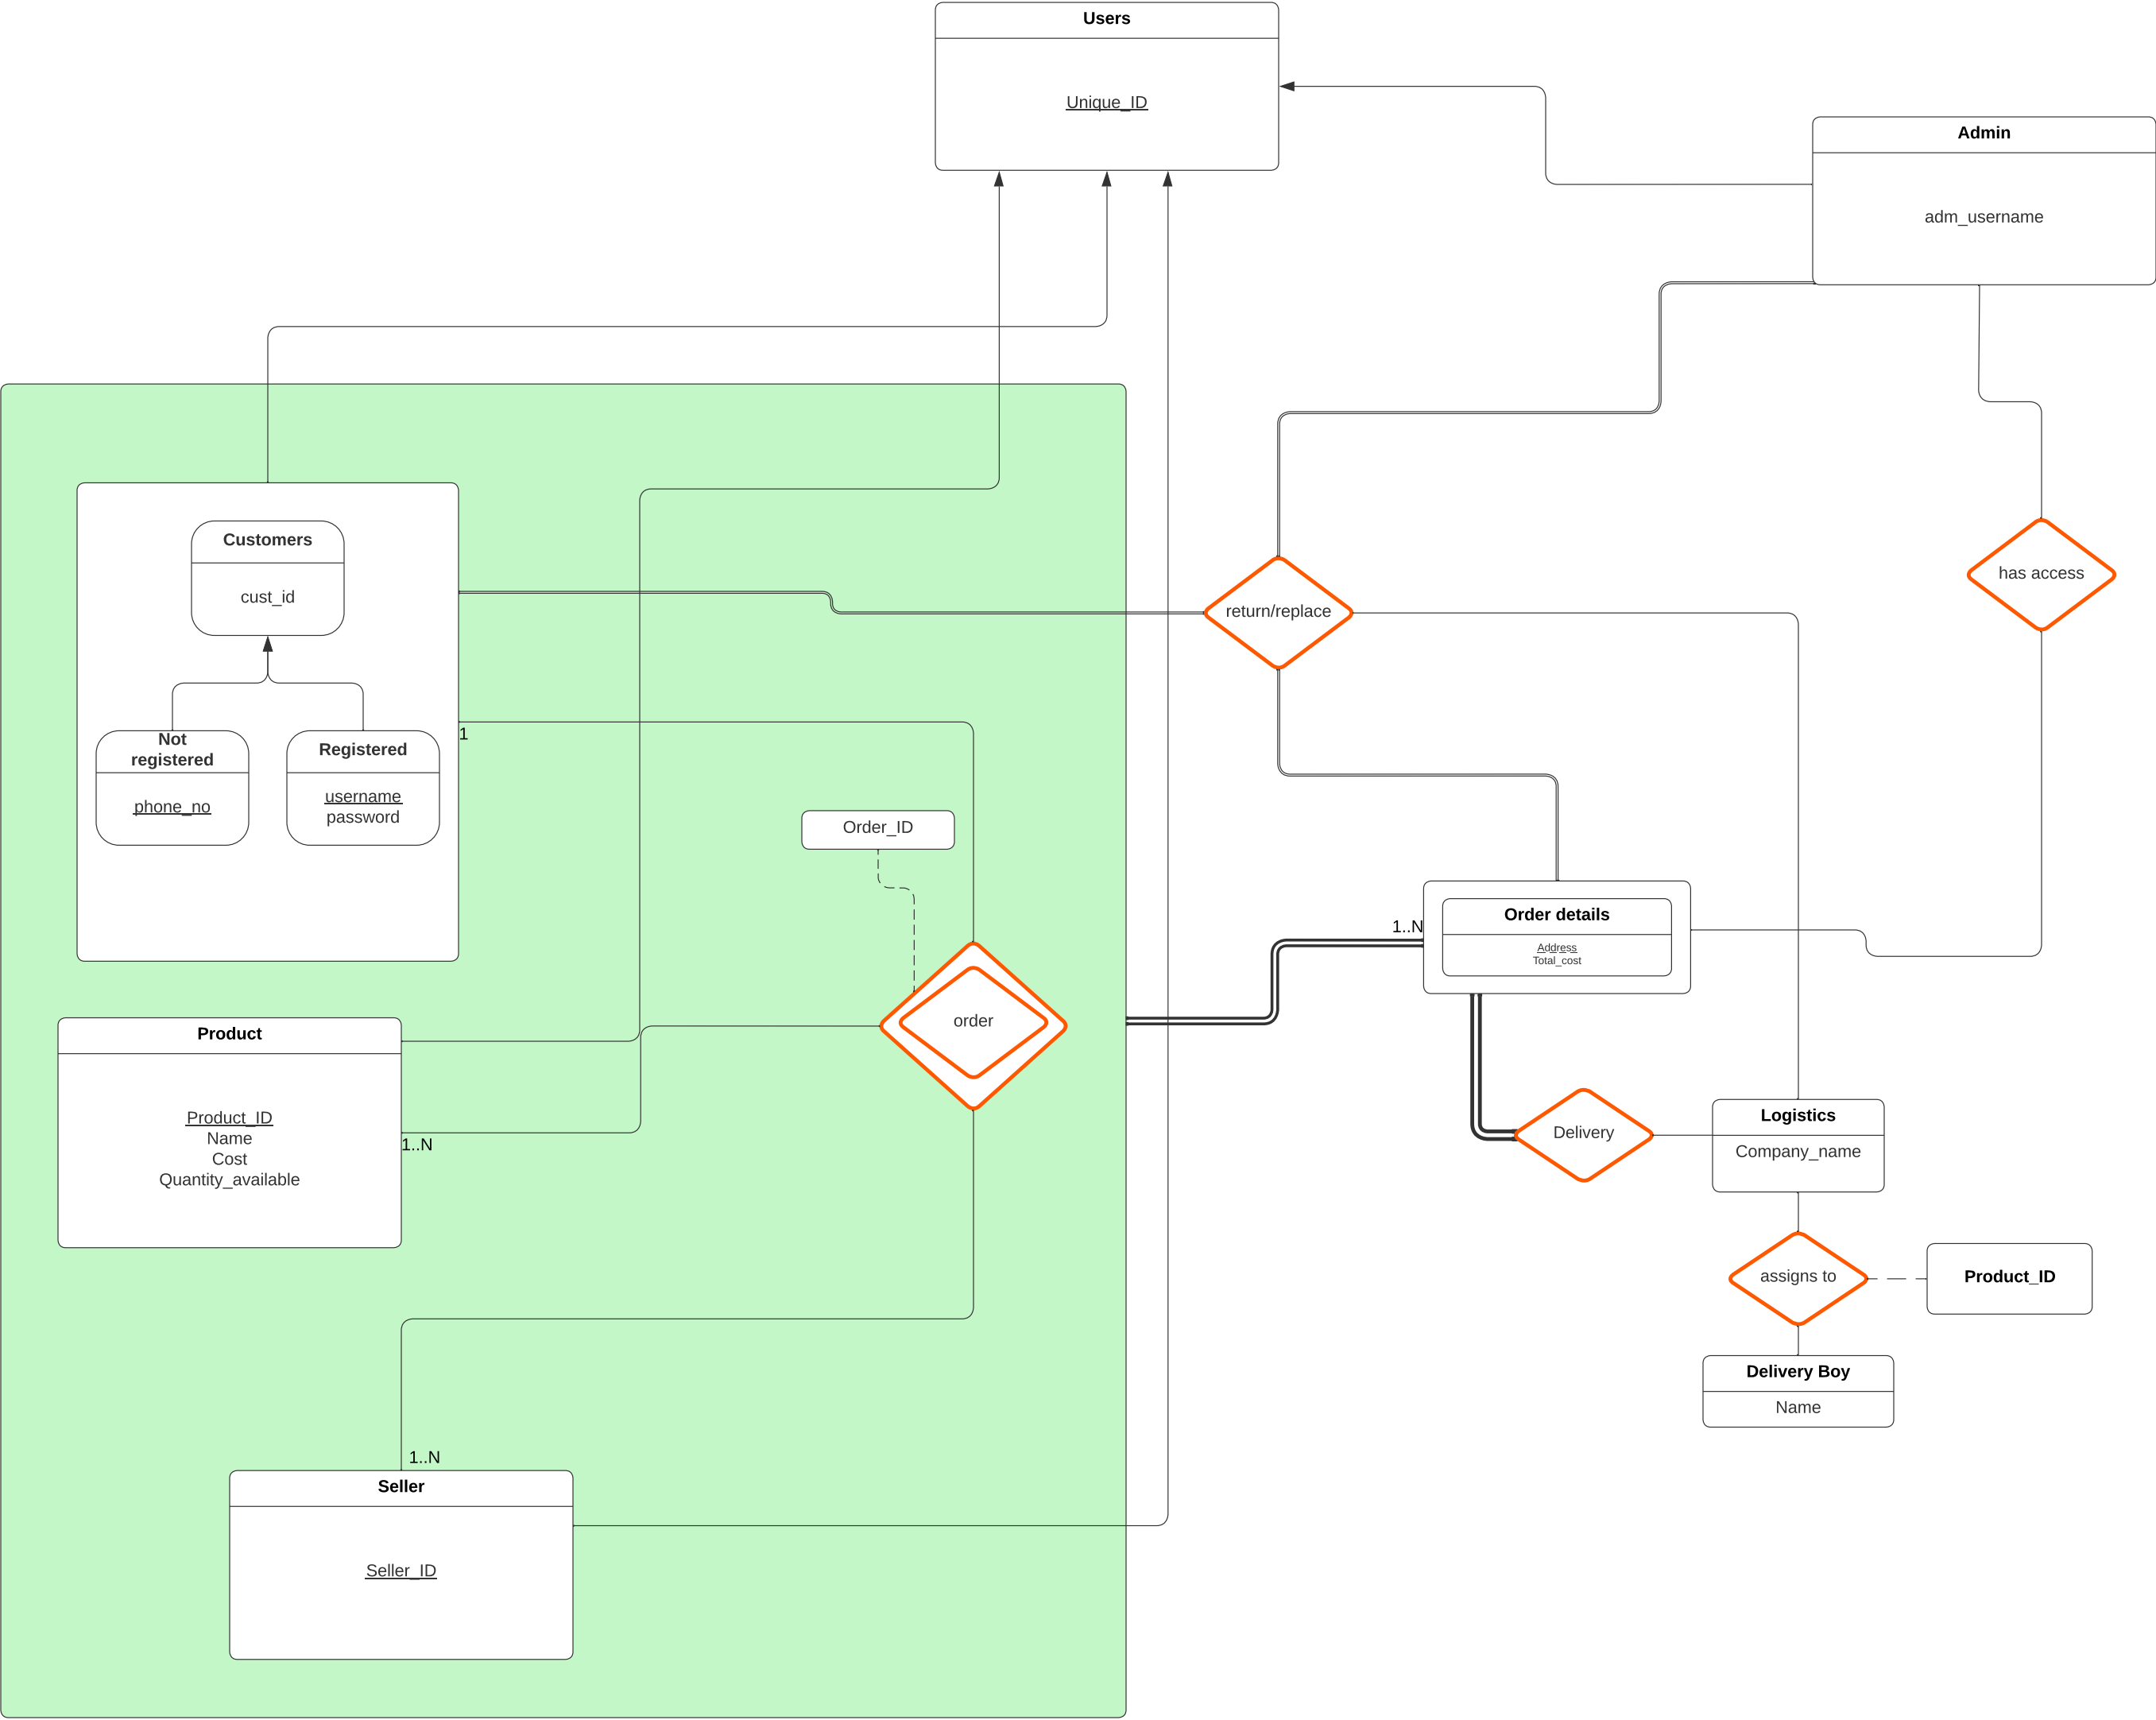 Users
Unique_ID
Admin
adm_username
Customers
cust_id
Not
registered
phone_no
Registered
username
password
1
return/replace
has access
Order_ID
order
Order details
Address
Total_cost
1..N
Product
Product_ID
Name
Cost
Quantity_available
1..N
Delivery
Logistics
Company_name
assigns to
Product_ID
Delivery Boy
Name
1..N
Seller
Seller_ID